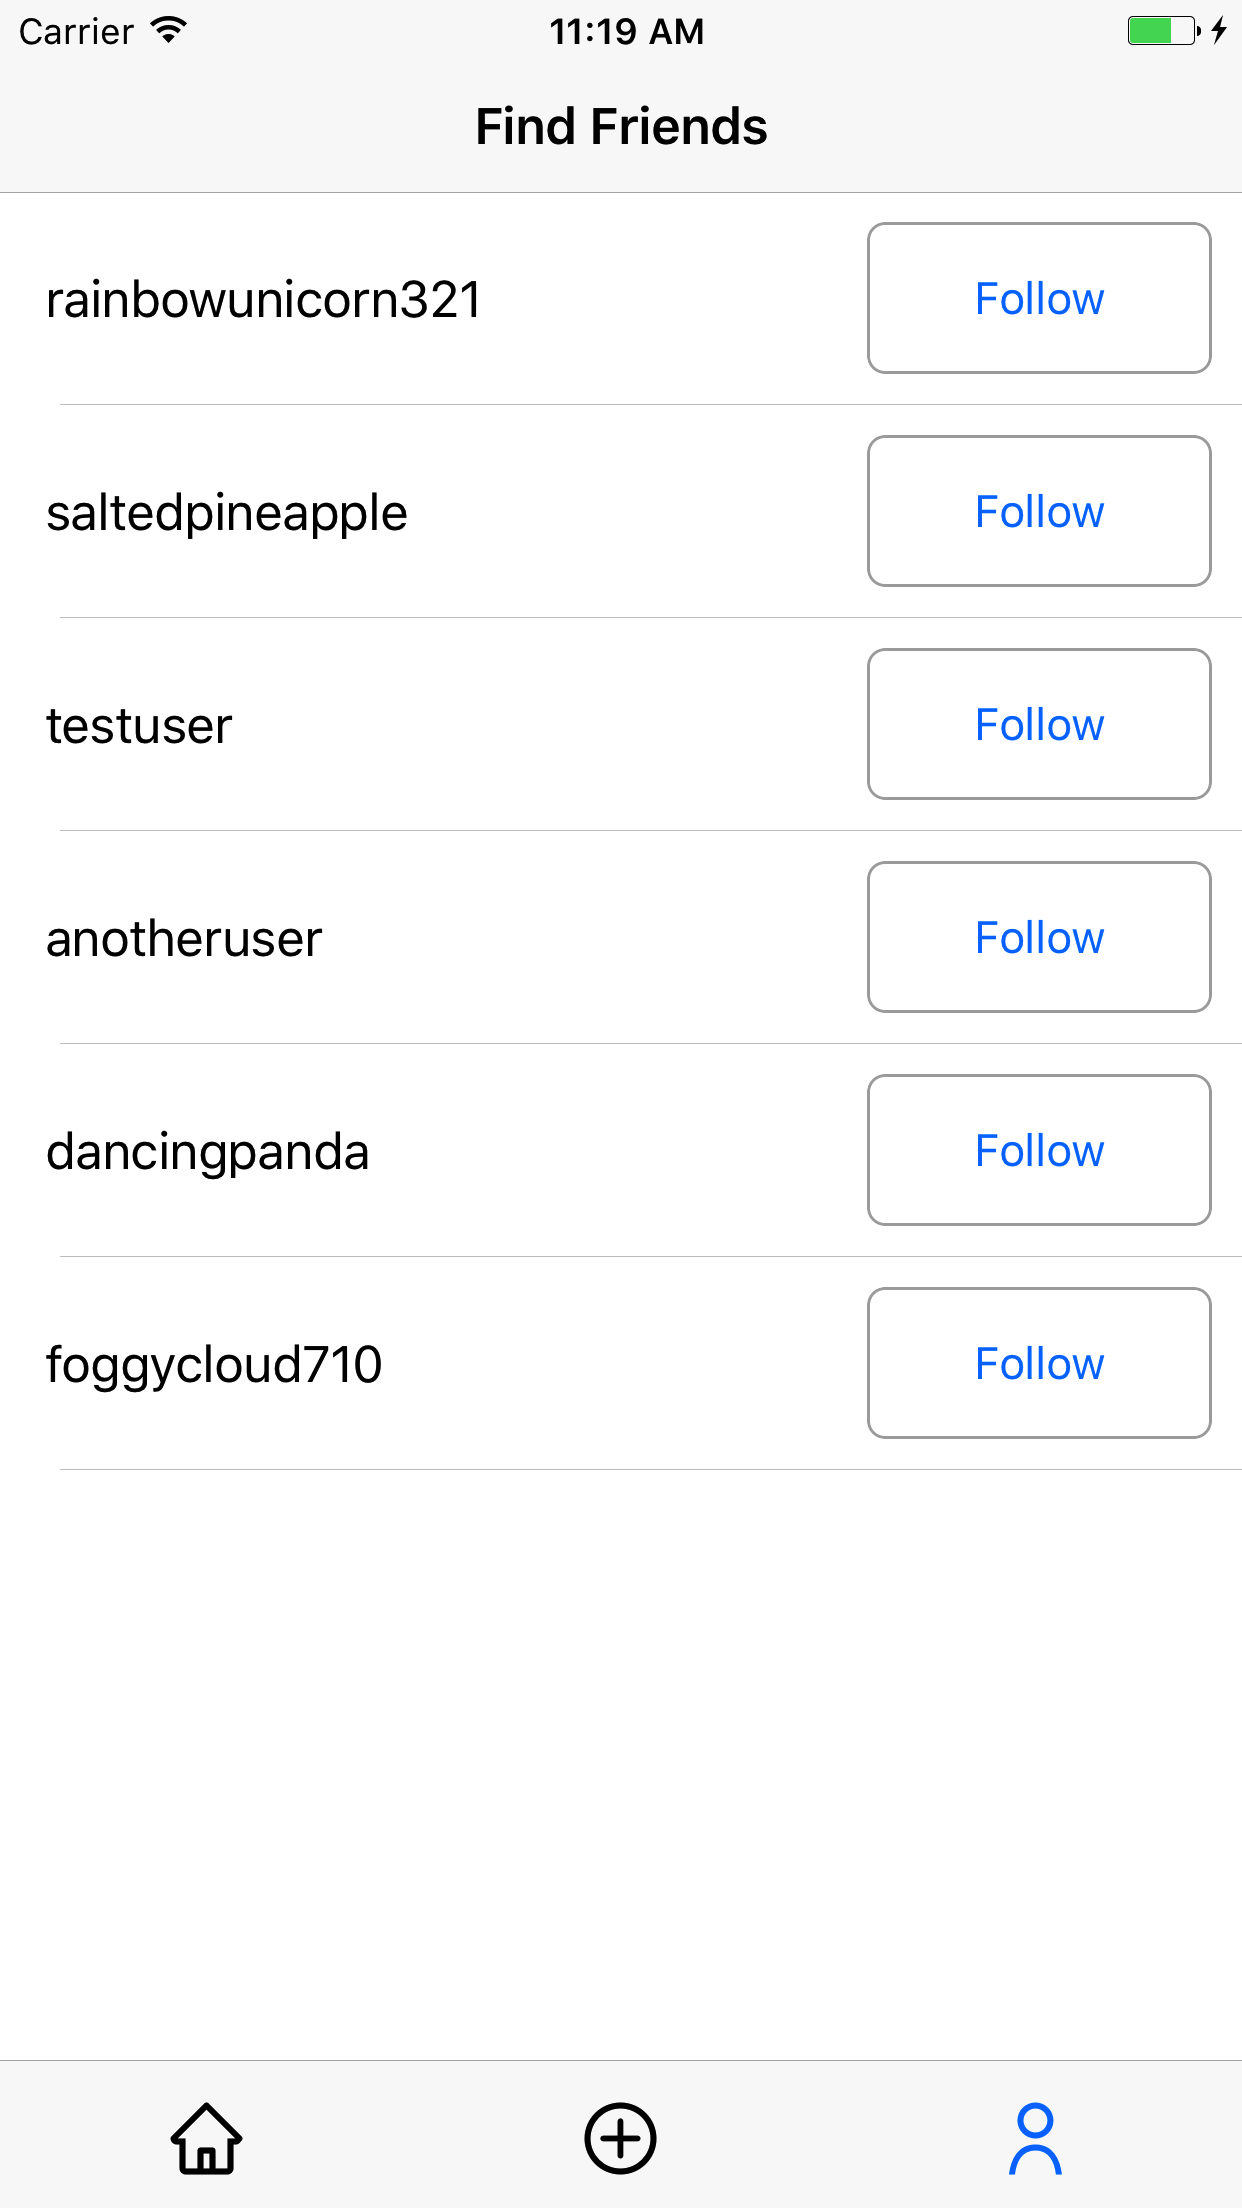 Carrier 11:19 AM
Find Friends
rainbowunicorn321 Follow
saltedpineapple Follow
testuser Follow
anotheruser Follow
dancingpanda Follow
foggycloud710 Follow